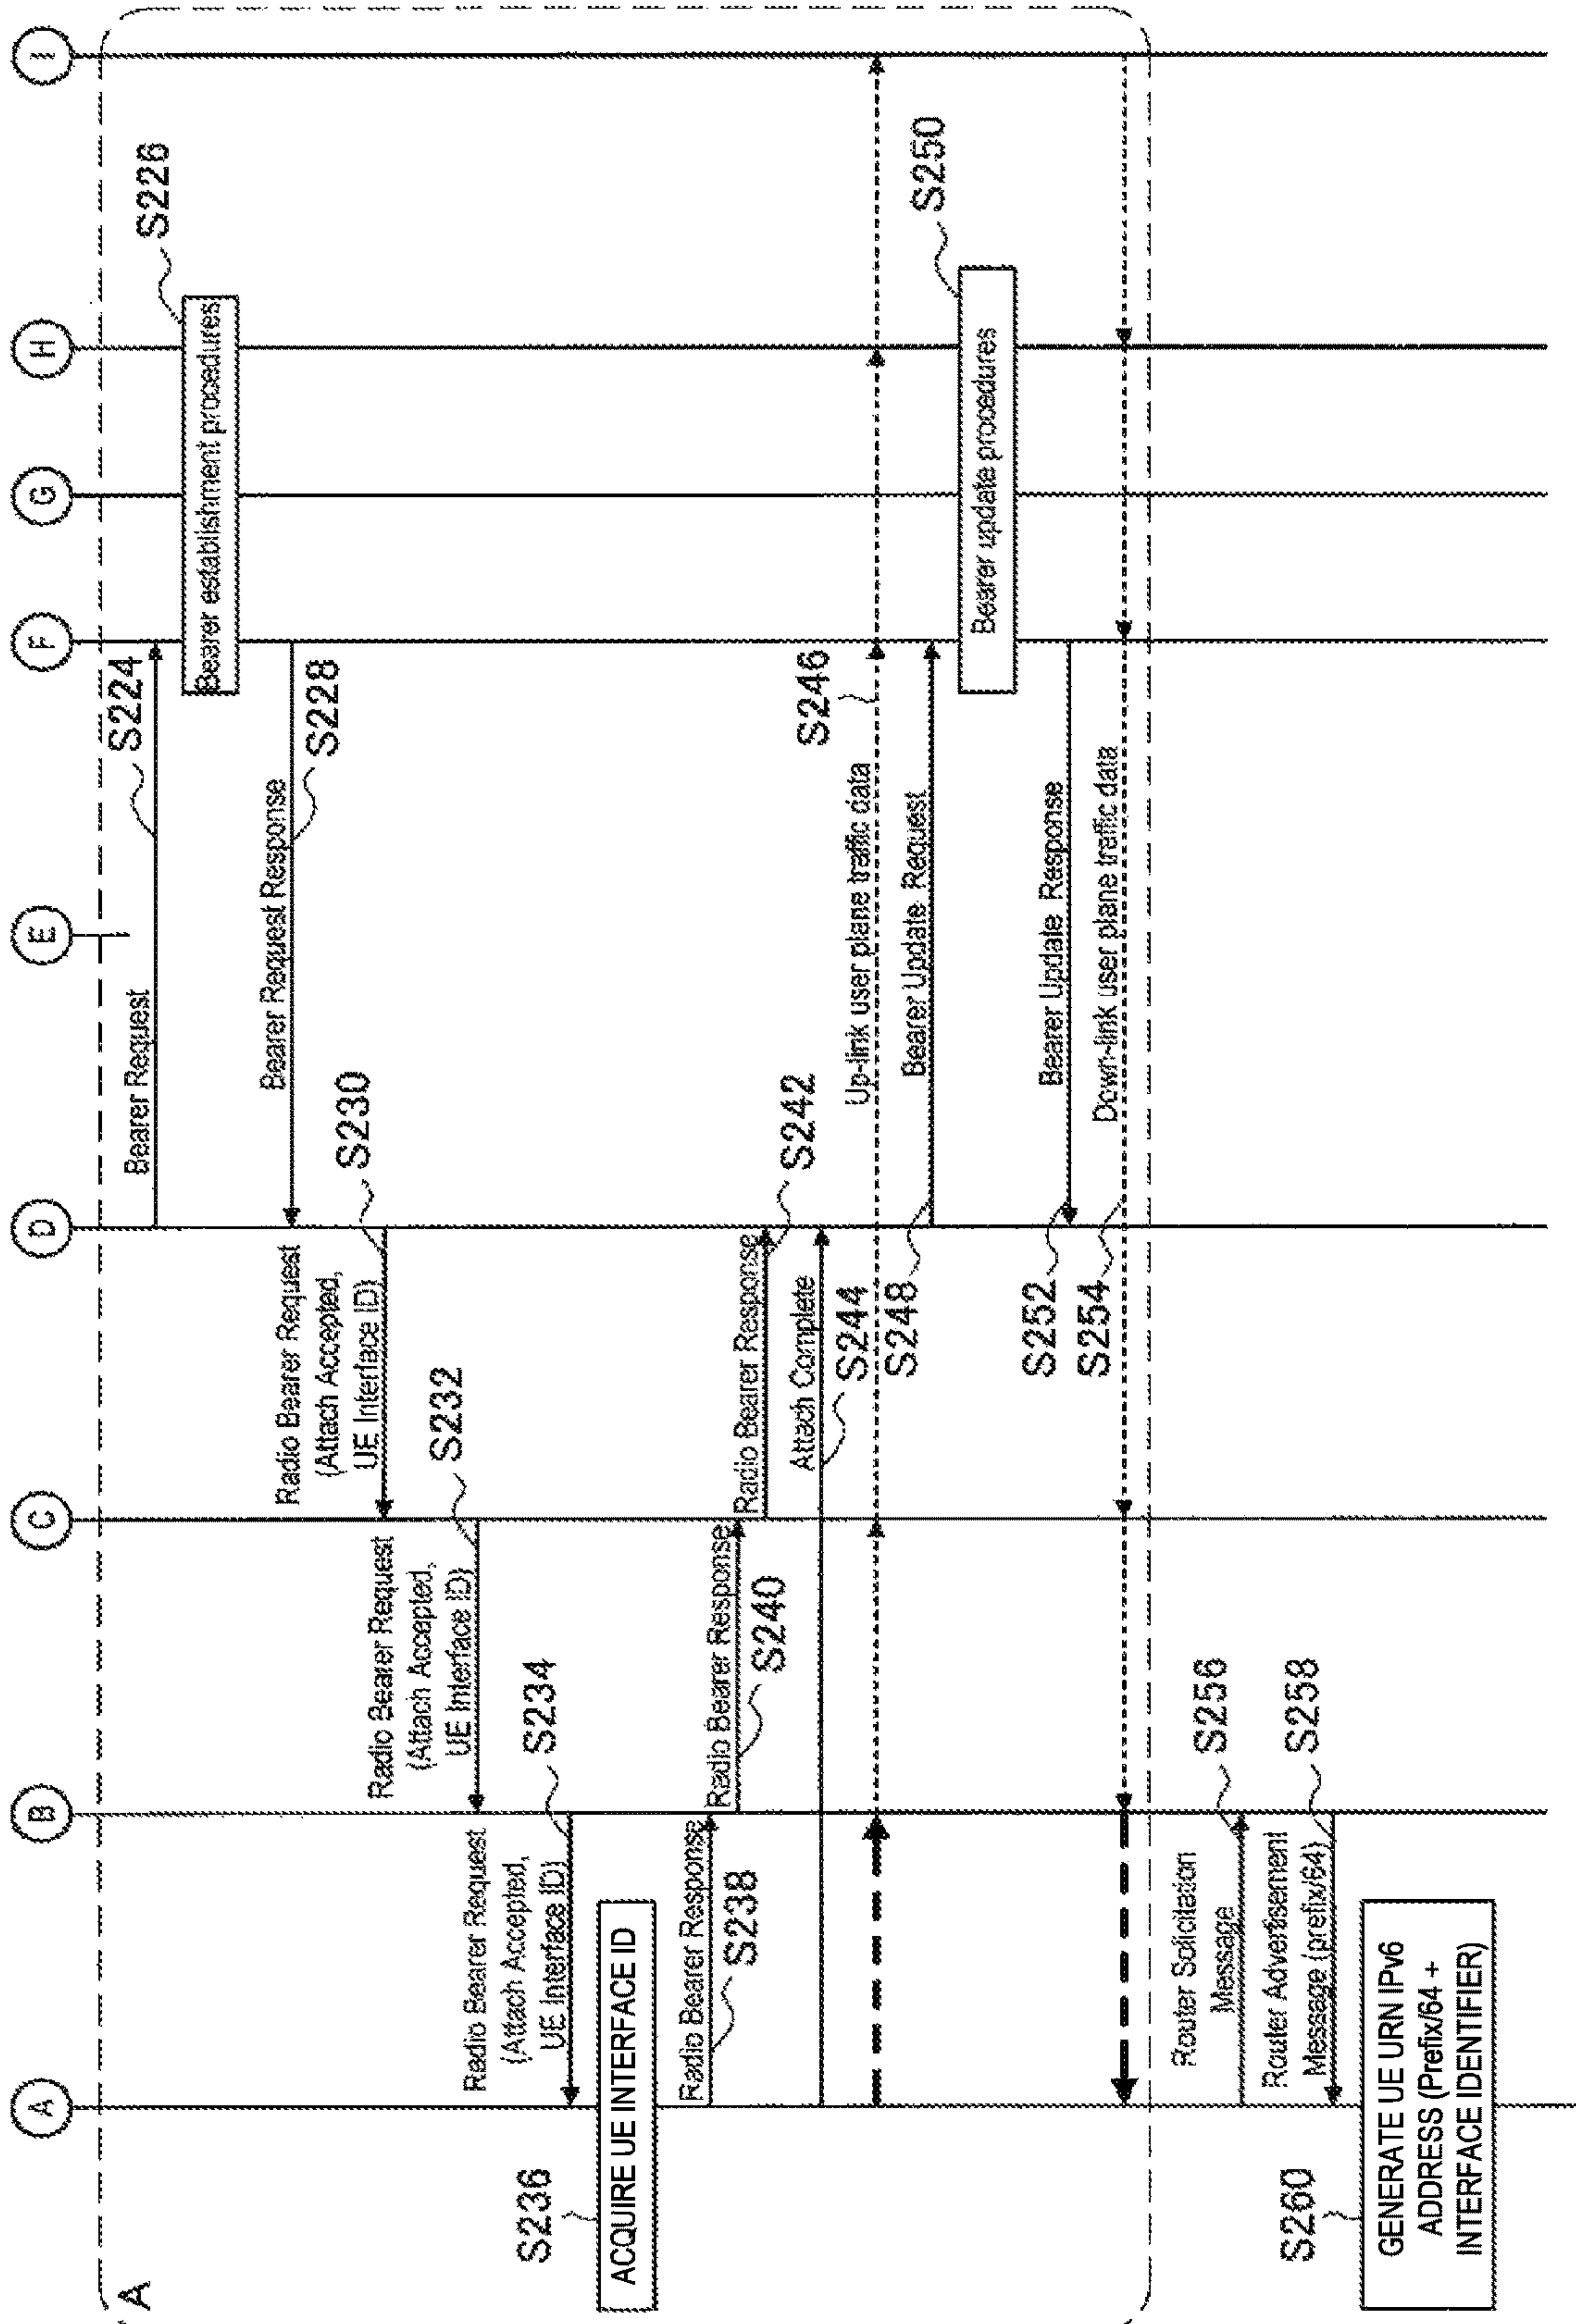 A
B
C
D
E
F
G
H
I
A
Bearer Request
S224
Bearer establishment procedures
S226
Bearer Request Response
S228
Radio Bearer Request
(Attach Accepted,
UE Interface ID)
S230
Radio Bearer Request
(Attach Accepted,
UE Interface ID)
S232
Radio Bearer Request
(Attach Accepted,
UE Interface ID)
S234
S236
ACQUIRE UE INTERFACE ID
Radio Bearer Response
S238
Radio Bearer Response
S240
Radio Bearer Response
S242
Attach Complete
S244
Up-link user plane traffic data
S246
Bearer Update Request
S248
Bearer update procedures
S250
Bearer Update Response
S252
Down-link user plane traffic data
S254
Router Solicitation
Message
S256
Router Advertisement
Message (prefix/64)
S258
S260
GENERATE UE URN IPv6
ADDRESS (Prefix/64 +
INTERFACE IDENTIFIER)